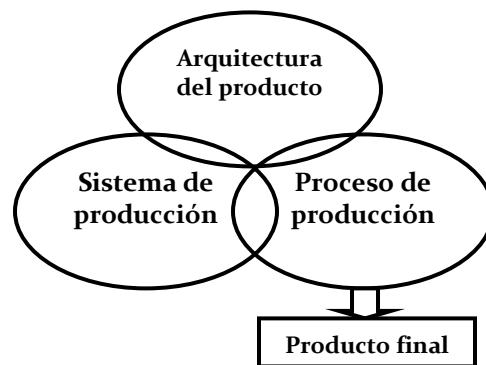 Arquitectura
del producto
Sistema de
producción
Proceso de
producción
Producto final